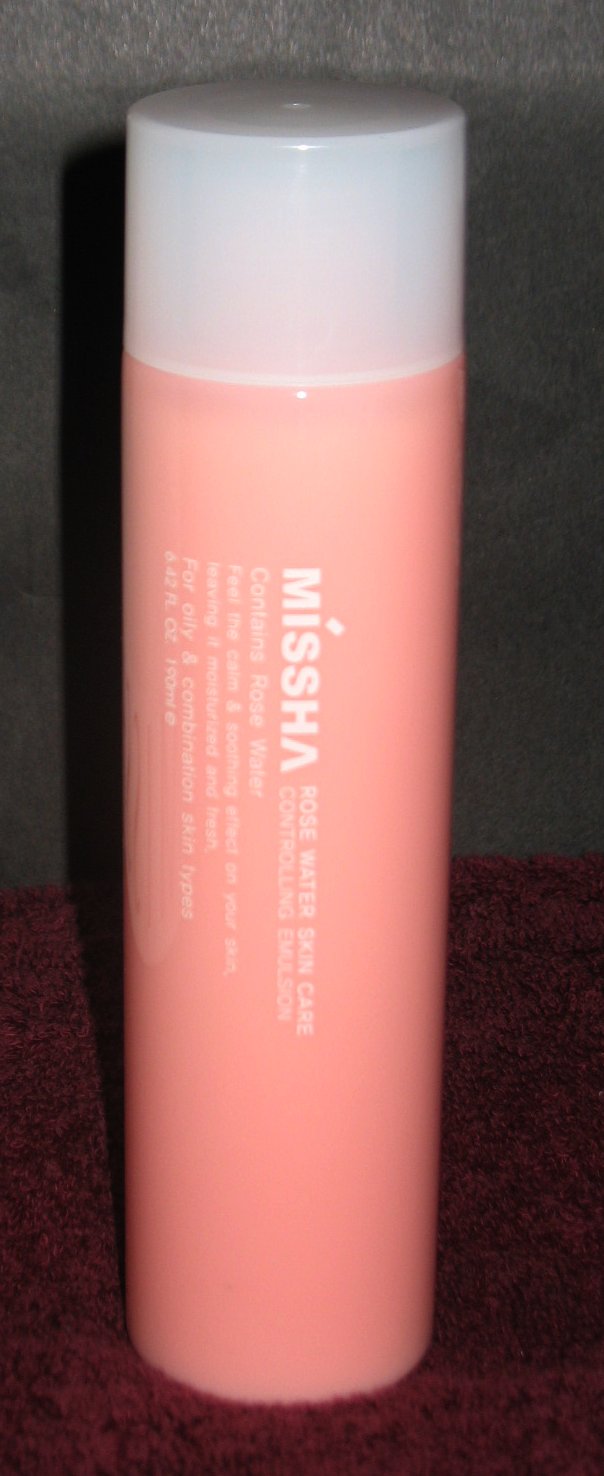 MISSHA
ROSE WATER SKIN CARE
CONTROLLING EMULSION
Contains Rose Water
Feel the calm & soothing effect on your skin,
leaving it moisturized and fresh.
For oily & combination skin types
6.42 FL. OZ. 190ml e